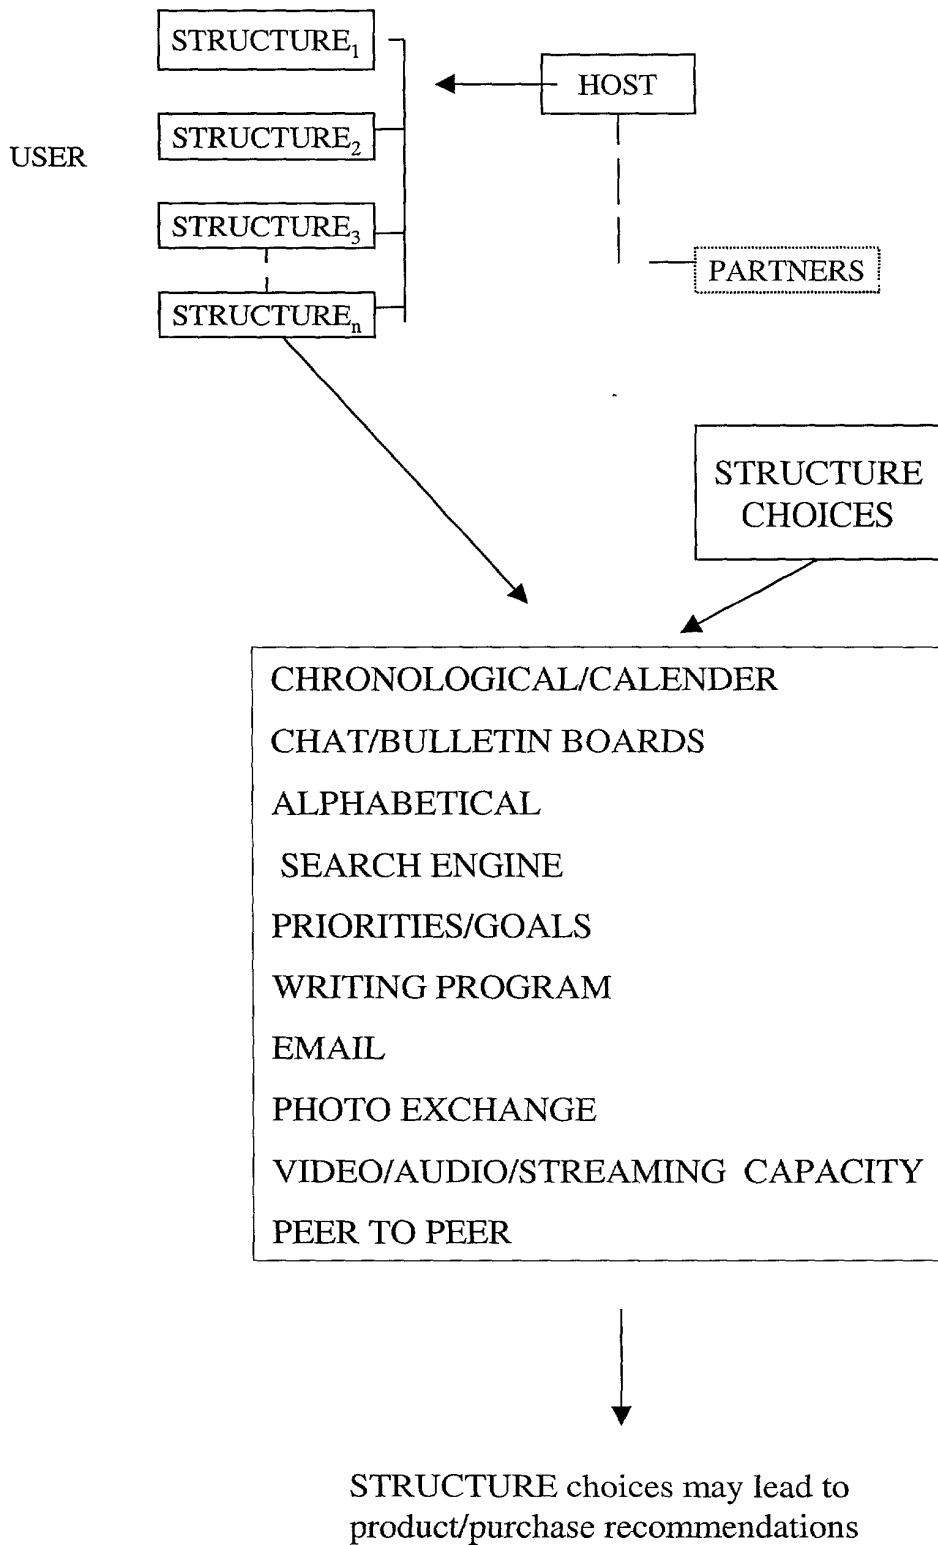 STRUCTURE₁
HOST
STRUCTURE₂
USER
STRUCTURE₃
PARTNERS
STRUCTUREₙ
STRUCTURE
CHOICES
CHRONOLOGICAL/CALENDER
CHAT/BULLETIN BOARDS
ALPHABETICAL
SEARCH ENGINE
PRIORITIES/GOALS
WRITING PROGRAM
EMAIL
PHOTO EXCHANGE
VIDEO/AUDIO/STREAMING CAPACITY
PEER TO PEER
STRUCTURE choices may lead to
product/purchase recommendations